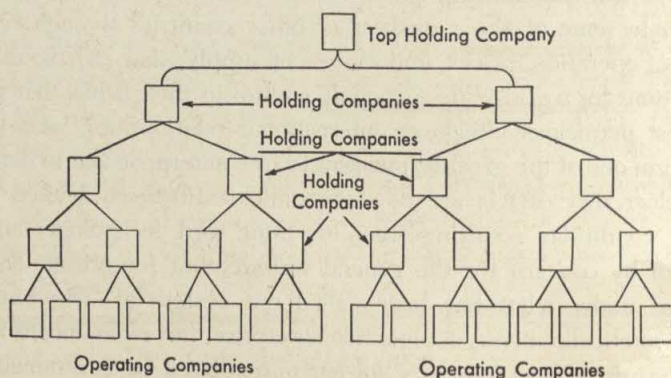 Top Holding Company
Holding Companies
Holding Companies
Holding
Companies
Operating Companies
Operating Companies